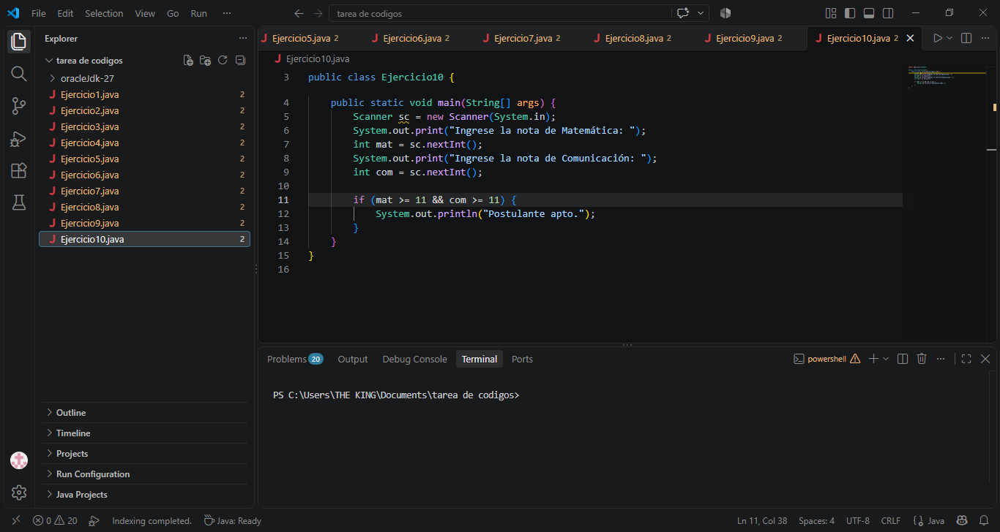 File Edit Selection View Go Run ···
tarea de codigos
Explorer ···
tarea de codigos
oracleJdk-27
Ejercicio1.java 2
Ejercicio2.java 2
Ejercicio3.java 2
Ejercicio4.java 2
Ejercicio5.java 2
Ejercicio6.java 2
Ejercicio7.java 2
Ejercicio8.java 2
Ejercicio9.java 2
Ejercicio10.java 2
Outline
Timeline
Projects
Run Configuration
Java Projects
Ejercicio5.java 2 Ejercicio6.java 2 Ejercicio7.java 2 Ejercicio8.java 2 Ejercicio9.java 2 Ejercicio10.java 2
Ejercicio10.java
3 public class Ejercicio10 {
4 public static void main(String[] args) {
5 Scanner sc = new Scanner(System.in);
6 System.out.print("Ingrese la nota de Matemática: ");
7 int mat = sc.nextInt();
8 System.out.print("Ingrese la nota de Comunicación: ");
9 int com = sc.nextInt();
10
11 if (mat >= 11 && com >= 11) {
12 System.out.println("Postulante apto.");
13 }
14 }
15 }
16
Problems 20 Output Debug Console Terminal Ports powershell
PS C:\Users\THE KING\Documents\tarea de codigos>
0 20 Indexing completed. Java: Ready Ln 11, Col 38 Spaces: 4 UTF-8 CRLF {} Java